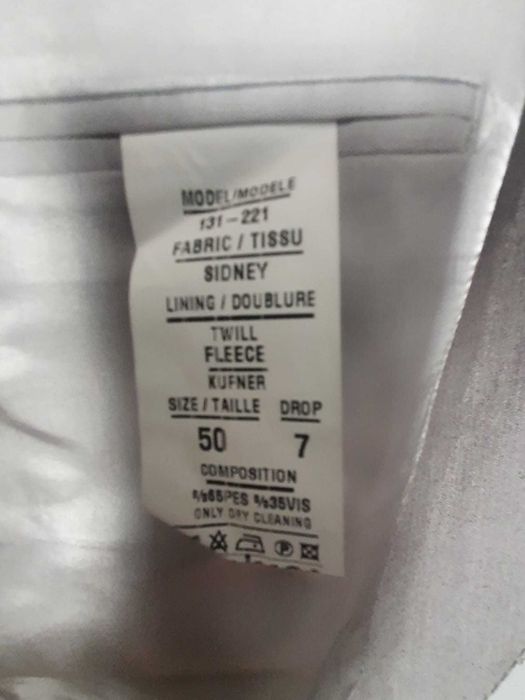 MODEL/MODELE
131-221
FABRIC / TISSU
SIDNEY
LINING / DOUBLURE
TWILL
FLEECE
KUFNER
SIZE / TAILLE DROP
50 7
COMPOSITION
%65PES %35VIS
ONLY DRY CLEANING